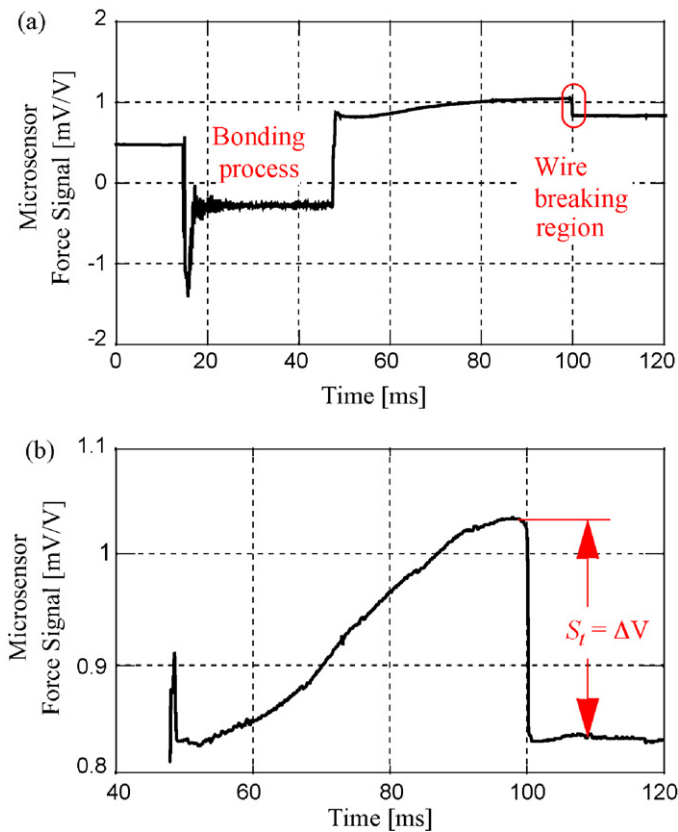 (a)
2
1
0
-1
-2
Microsensor
Force Signal [mV/V]
Bonding
process
Wire
breaking
region
0
20
40
60
80
100
120
Time [ms]
(b)
1.1
1
0.9
0.8
Microsensor
Force Signal [mV/V]
S_t = ΔV
40
60
80
100
120
Time [ms]